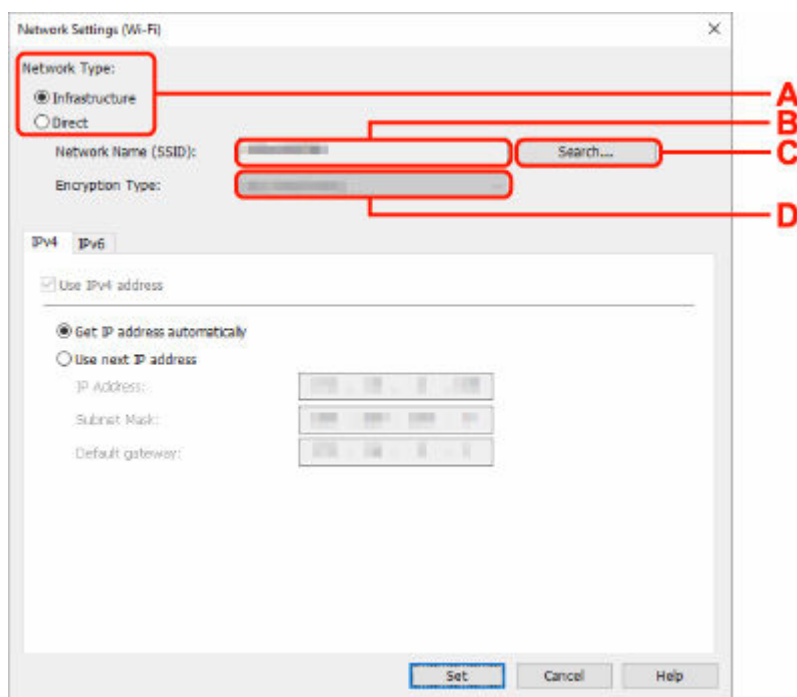 Network Settings (Wi-Fi)
Network Type:
Infrastructure
A
Direct
B
Network Name (SSID):
Search...
C
Encryption Type:
D
IPv4
IPv6
Use IPv4 address
Get IP address automatically
Use next IP address
IP Address:
Subnet Mask:
Default gateway:
Set
Cancel
Help